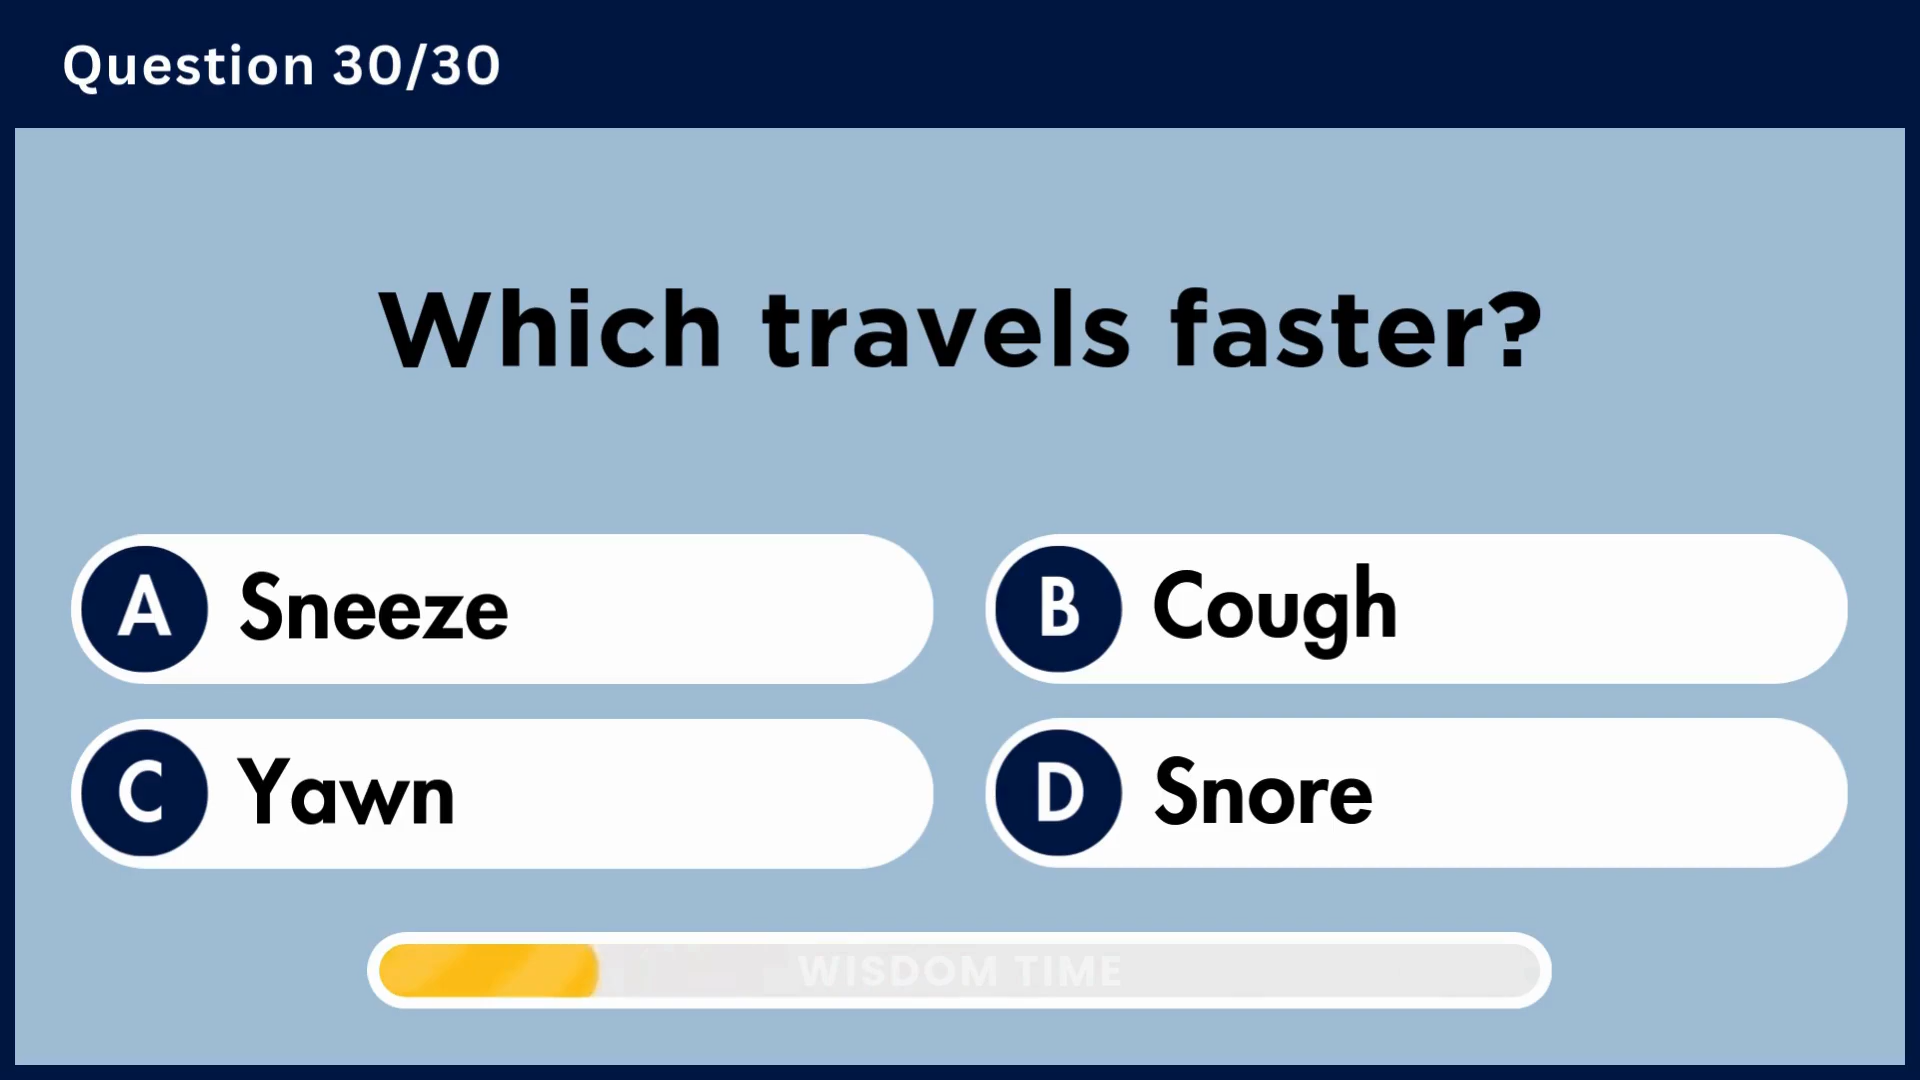 Question 30/30
Which travels faster?
A Sneeze
B Cough
C Yawn
D Snore
WISDOM TIME